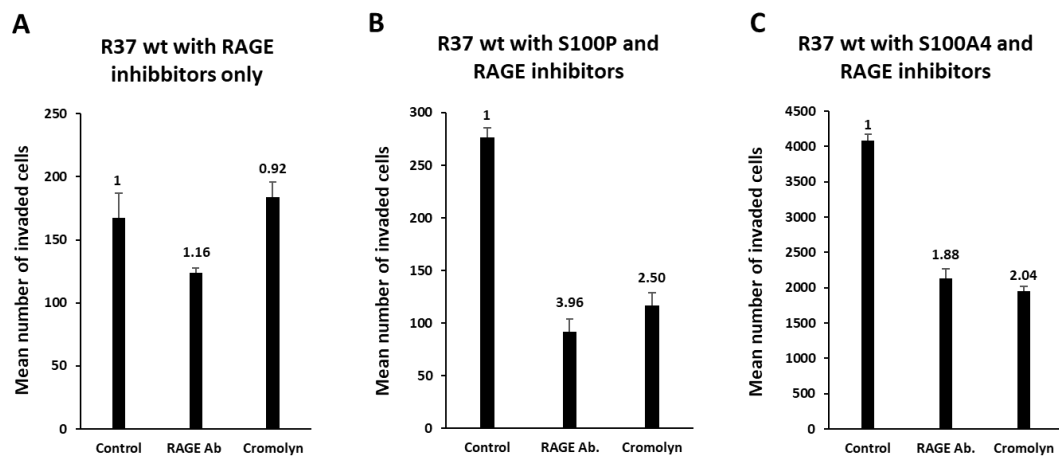 A
R37 wt with RAGE
inhibbitors only
Mean number of invaded cells
250
200
150
100
50
0
1
1.16
0.92
Control
RAGE Ab
Cromolyn
B
R37 wt with S100P and
RAGE inhibitors
Mean number of invaded cells
300
250
200
150
100
50
0
1
3.96
2.50
Control
RAGE Ab.
Cromolyn
C
R37 wt with S100A4 and
RAGE inhibitors
Mean number of invaded cells
4500
4000
3500
3000
2500
2000
1500
1000
500
0
1
1.88
2.04
Control
RAGE Ab.
Cromolyn